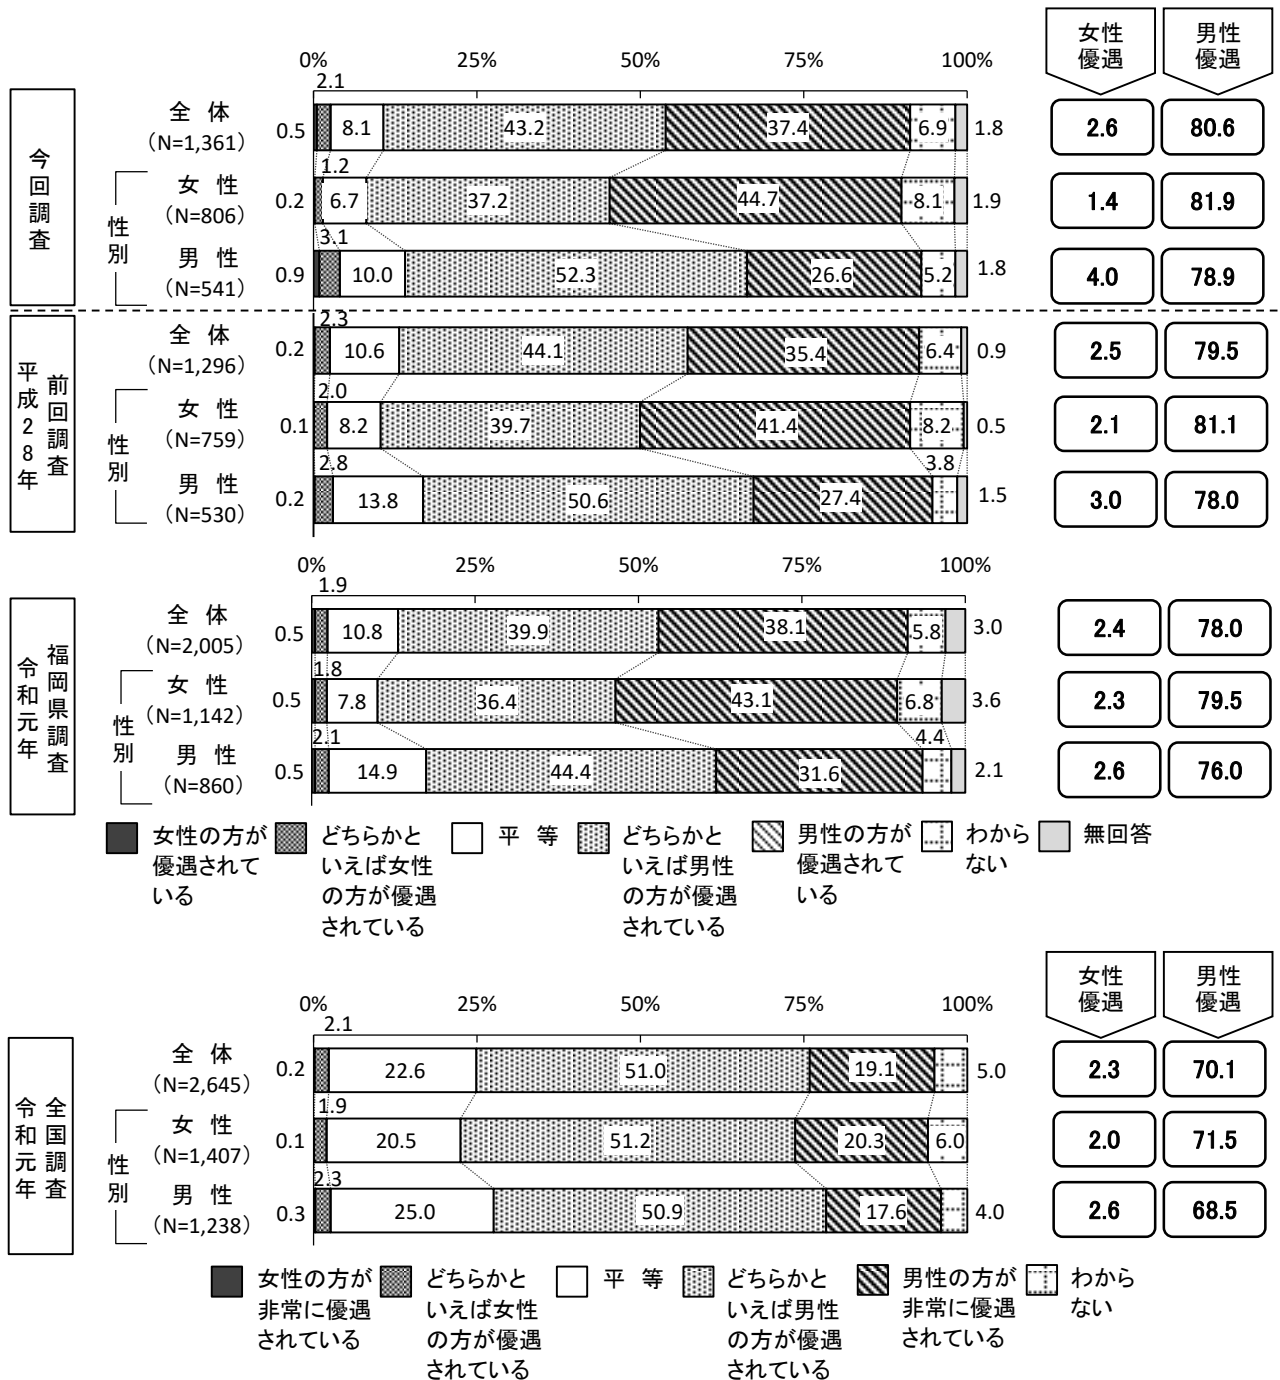 女性
優遇
男性
優遇
0% 25% 50% 75% 100%
今回調査
2.1
全 体
(N=1,361)
0.5 8.1 43.2 37.4 6.9 1.8 2.6 80.6
性別
1.2
女 性
(N=806)
0.2 6.7 37.2 44.7 8.1 1.9 1.4 81.9
3.1
男 性
(N=541)
0.9 10.0 52.3 26.6 5.2 1.8 4.0 78.9
前回調査
平成28年
2.3
全 体
(N=1,296)
0.2 10.6 44.1 35.4 6.4 0.9 2.5 79.5
性別
2.0
女 性
(N=759)
0.1 8.2 39.7 41.4 8.2 0.5 2.1 81.1
2.8 3.8
男 性
(N=530)
0.2 13.8 50.6 27.4 1.5 3.0 78.0
0% 25% 50% 75% 100%
福岡県調査
令和元年
1.9
全 体
(N=2,005)
0.5 10.8 39.9 38.1 5.8 3.0 2.4 78.0
性別
1.8
女 性
(N=1,142)
0.5 7.8 36.4 43.1 6.8 3.6 2.3 79.5
2.1 4.4
男 性
(N=860)
0.5 14.9 44.4 31.6 2.1 2.6 76.0
女性の方が
優遇されて
いる
どちらかと
いえば女性
の方が優遇
されている
平 等
どちらかと
いえば男性
の方が優遇
されている
男性の方が
優遇されて
いる
わから
ない
無回答
女性
優遇
男性
優遇
0% 25% 50% 75% 100%
全国調査
令和元年
2.1
全 体
(N=2,645)
0.2 22.6 51.0 19.1 5.0 2.3 70.1
性別
1.9
女 性
(N=1,407)
0.1 20.5 51.2 20.3 6.0 2.0 71.5
2.3
男 性
(N=1,238)
0.3 25.0 50.9 17.6 4.0 2.6 68.5
女性の方が
非常に優遇
されている
どちらかと
いえば女性
の方が優遇
されている
平 等
どちらかと
いえば男性
の方が優遇
されている
男性の方が
非常に優遇
されている
わから
ない